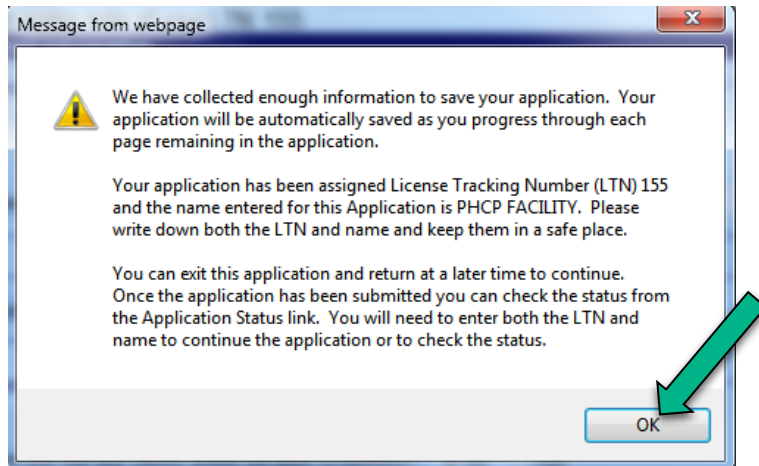 Message from webpage
We have collected enough information to save your application. Your
application will be automatically saved as you progress through each
page remaining in the application.
Your application has been assigned License Tracking Number (LTN) 155
and the name entered for this Application is PHCP FACILITY. Please
write down both the LTN and name and keep them in a safe place.
You can exit this application and return at a later time to continue.
Once the application has been submitted you can check the status from
the Application Status link. You will need to enter both the LTN and
name to continue the application or to check the status.
OK